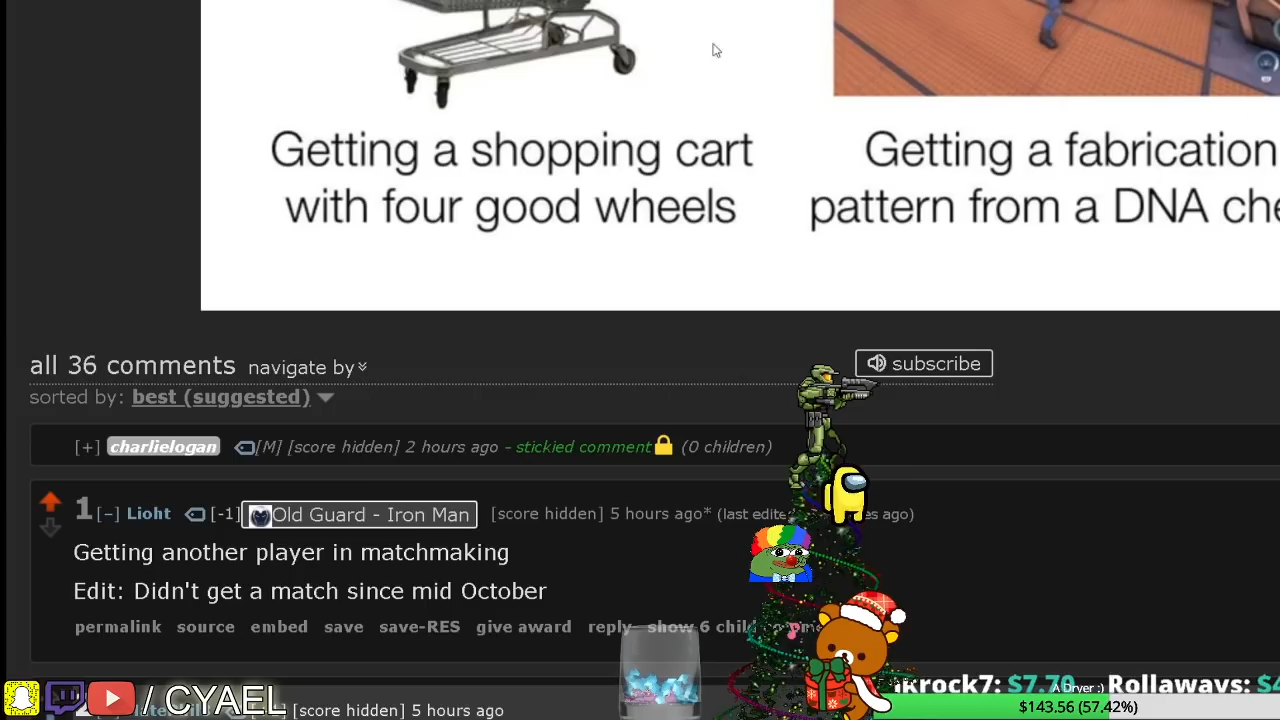 Getting a shopping cart
with four good wheels
Getting a fabrication
pattern from a DNA che
all 36 comments navigate by
subscribe
sorted by: best (suggested)
[+] charlielogan [M] [score hidden] 2 hours ago - stickied comment (0 children)
1 [–] Lioht [-1] Old Guard - Iron Man [score hidden] 5 hours ago* (last edite es ago)
Getting another player in matchmaking
Edit: Didn't get a match since mid October
permalink source embed save save-RES give award reply show 6 chil
/ CYAEL
[score hidden] 5 hours ago
krock7: $7.70 Rollaways:
A Dryer :)
$143.56 (57.42%)